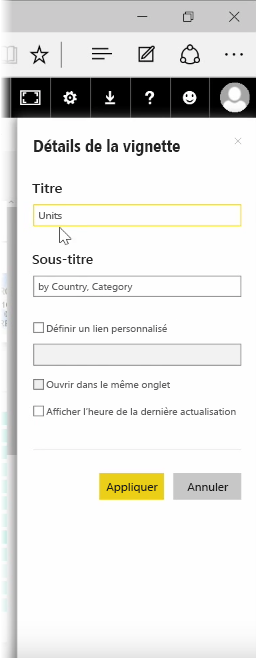 Détails de la vignette
Titre
Units
Sous-titre
by Country, Category
Définir un lien personnalisé
Ouvrir dans le même onglet
Afficher l'heure de la dernière actualisation
Appliquer Annuler